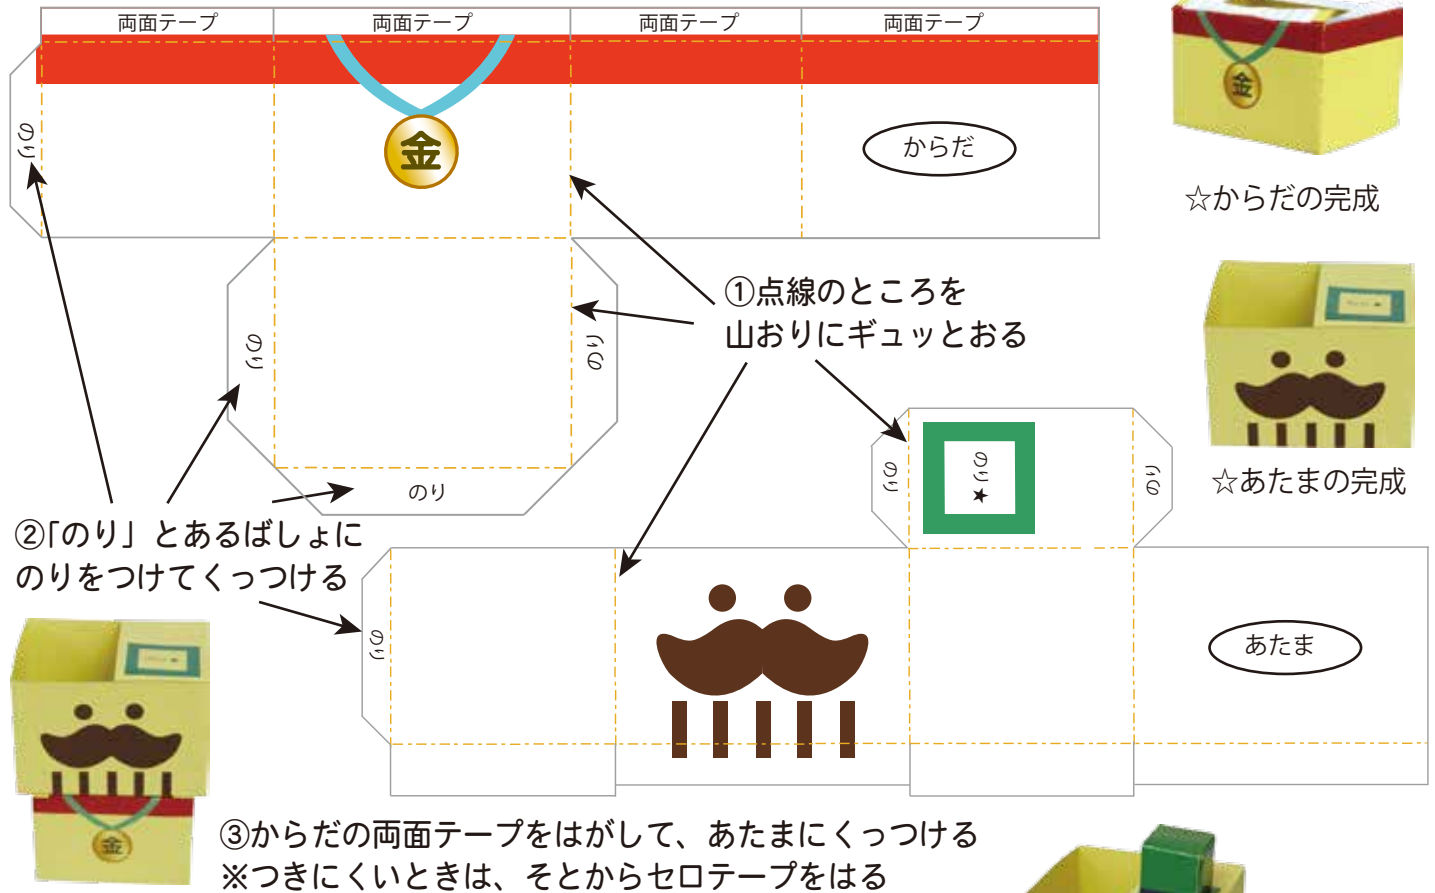 両面テープ
両面テープ
両面テープ
両面テープ
のり
金
からだ
金
☆からだの完成
①点線のところを
山おりにギュッとおる
のり
のり
のり
のり
のり★
のり
☆あたまの完成
②「のり」とあるばしょに
のりをつけてくっつける
のり
あたま
金
③からだの両面テープをはがして、あたまにくっつける
※つきにくいときは、そとからセロテープをはる